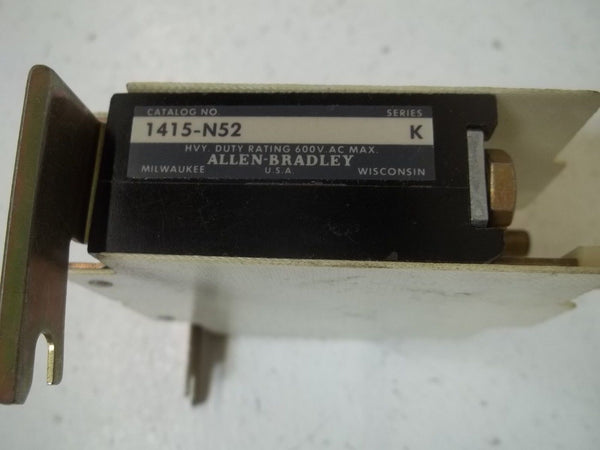 CATALOG NO. SERIES
1415-N52 K
HVY. DUTY RATING 600V. AC MAX.
ALLEN-BRADLEY
MILWAUKEE U.S.A. WISCONSIN